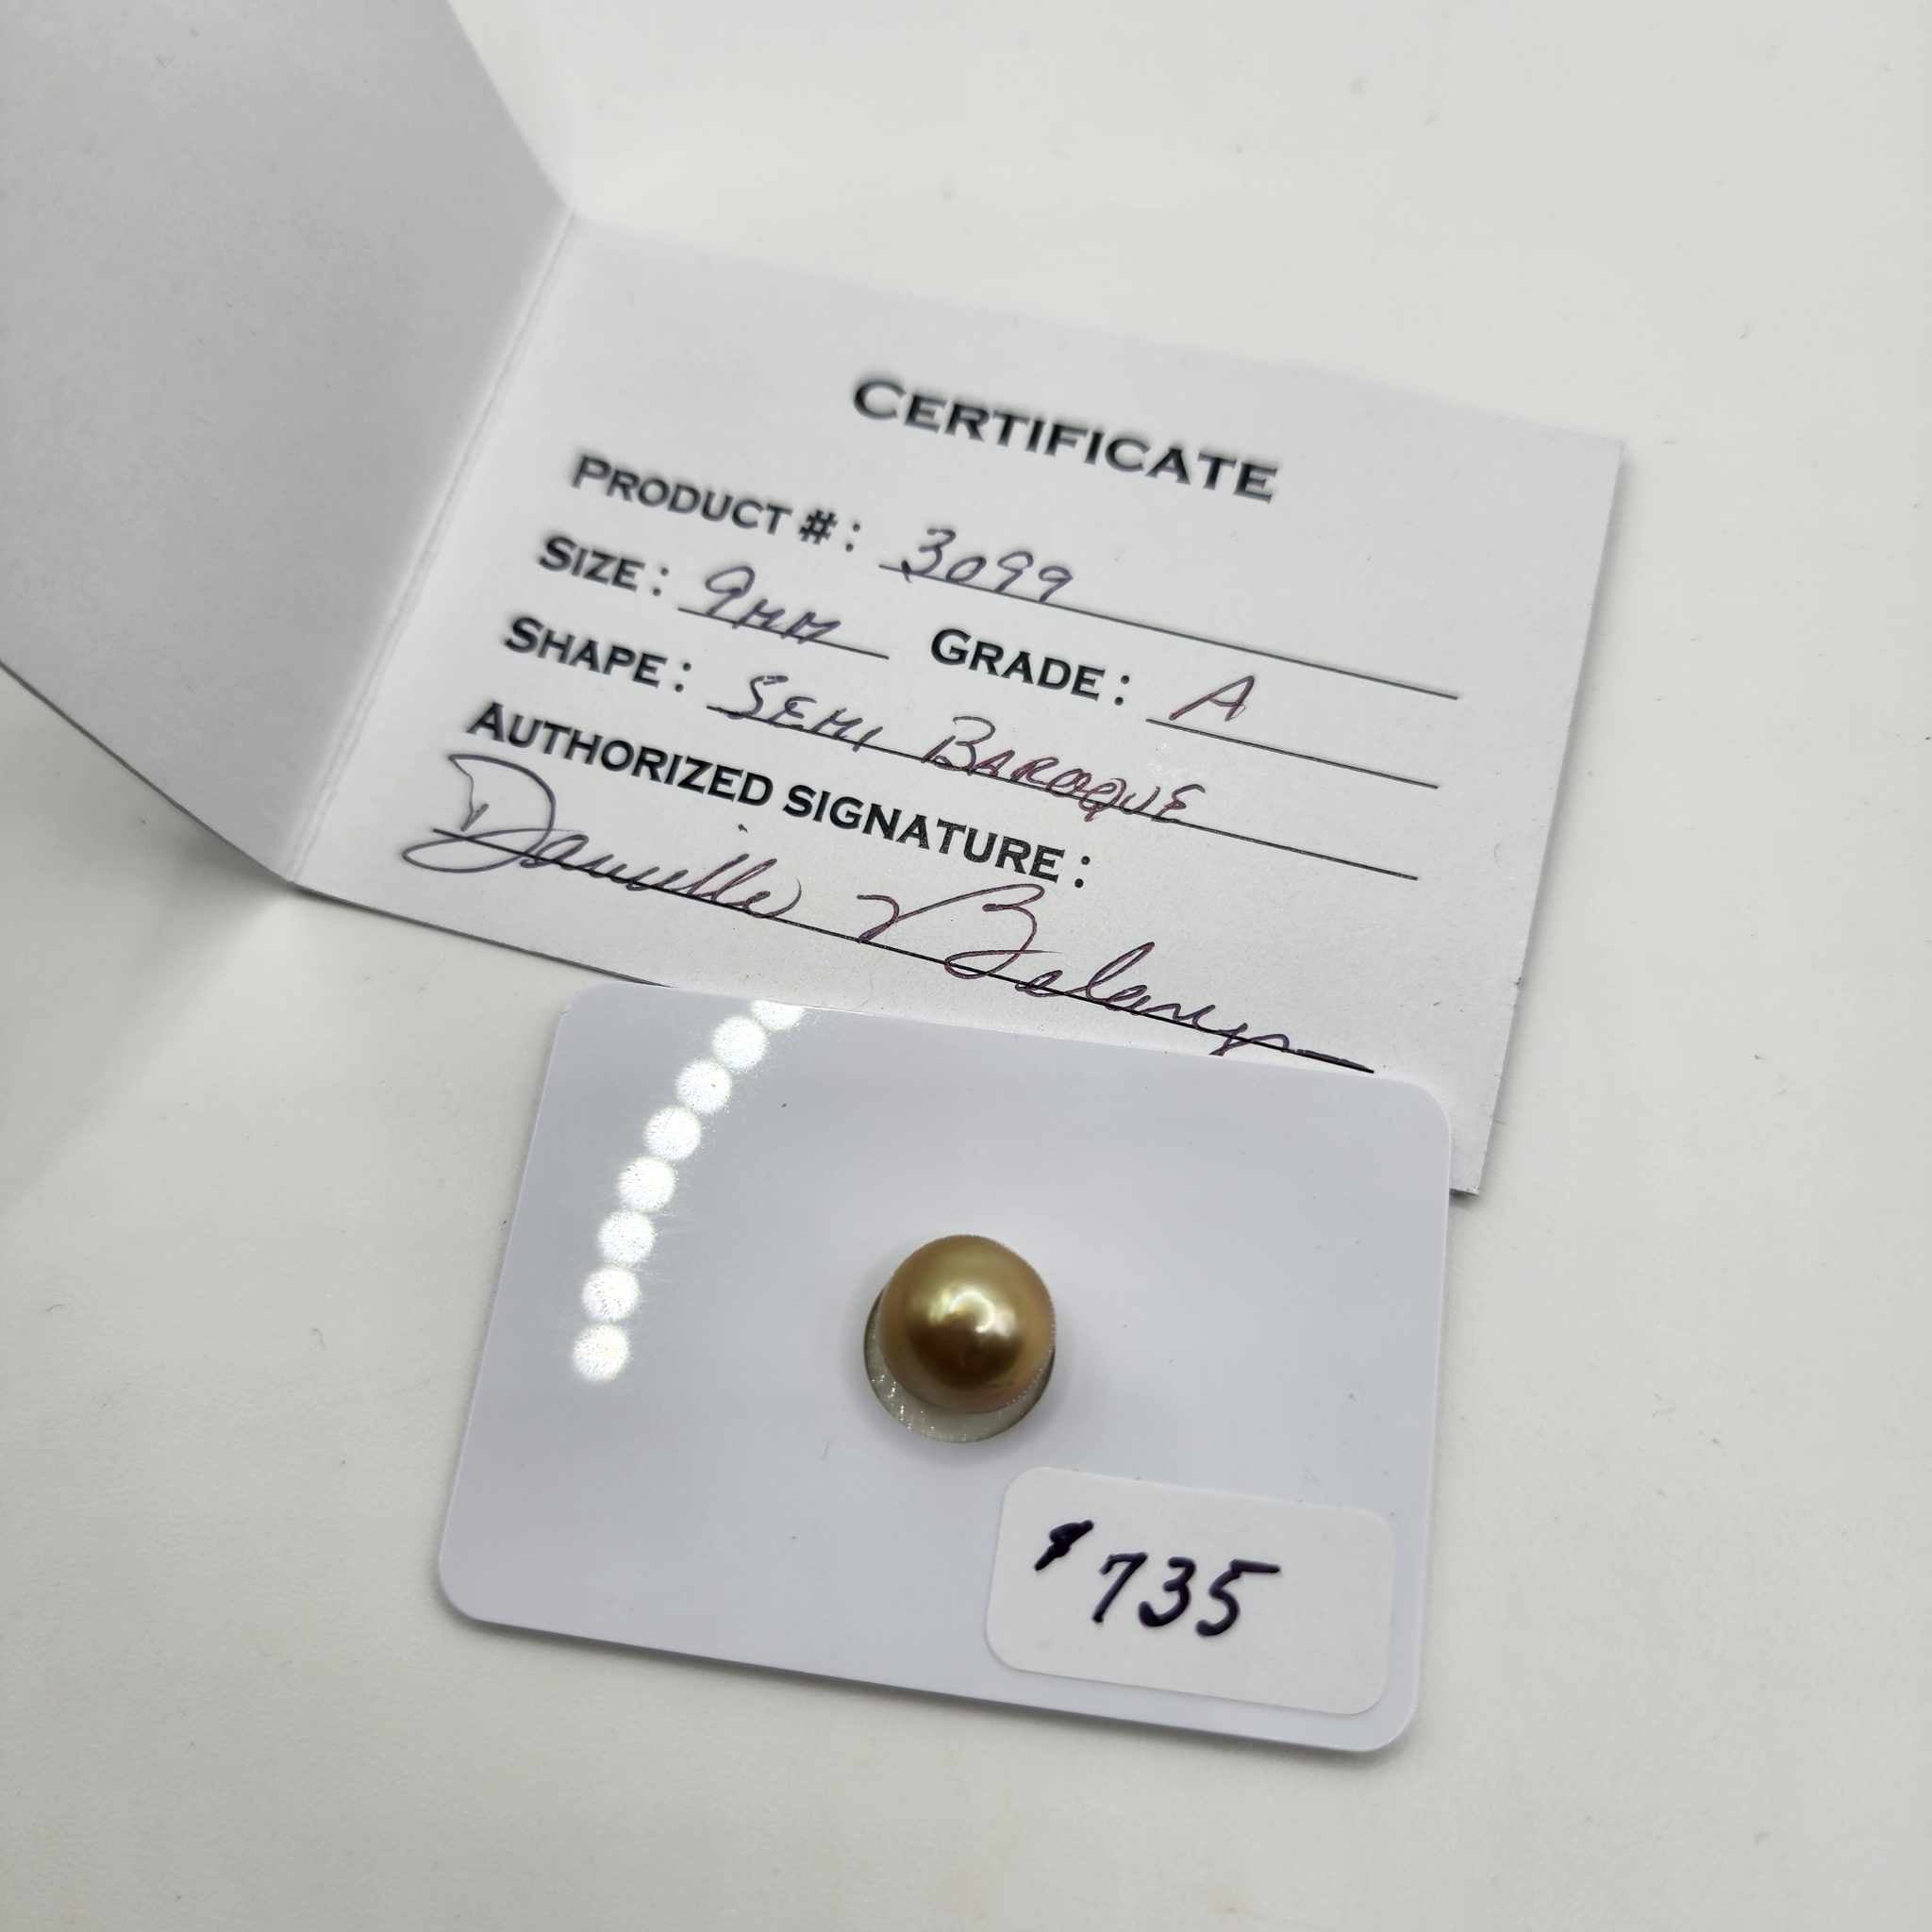 CERTIFICATE
PRODUCT #: 3099
SIZE: 9MM GRADE: A
SHAPE: SEMI BAROQUE
AUTHORIZED SIGNATURE:
$735